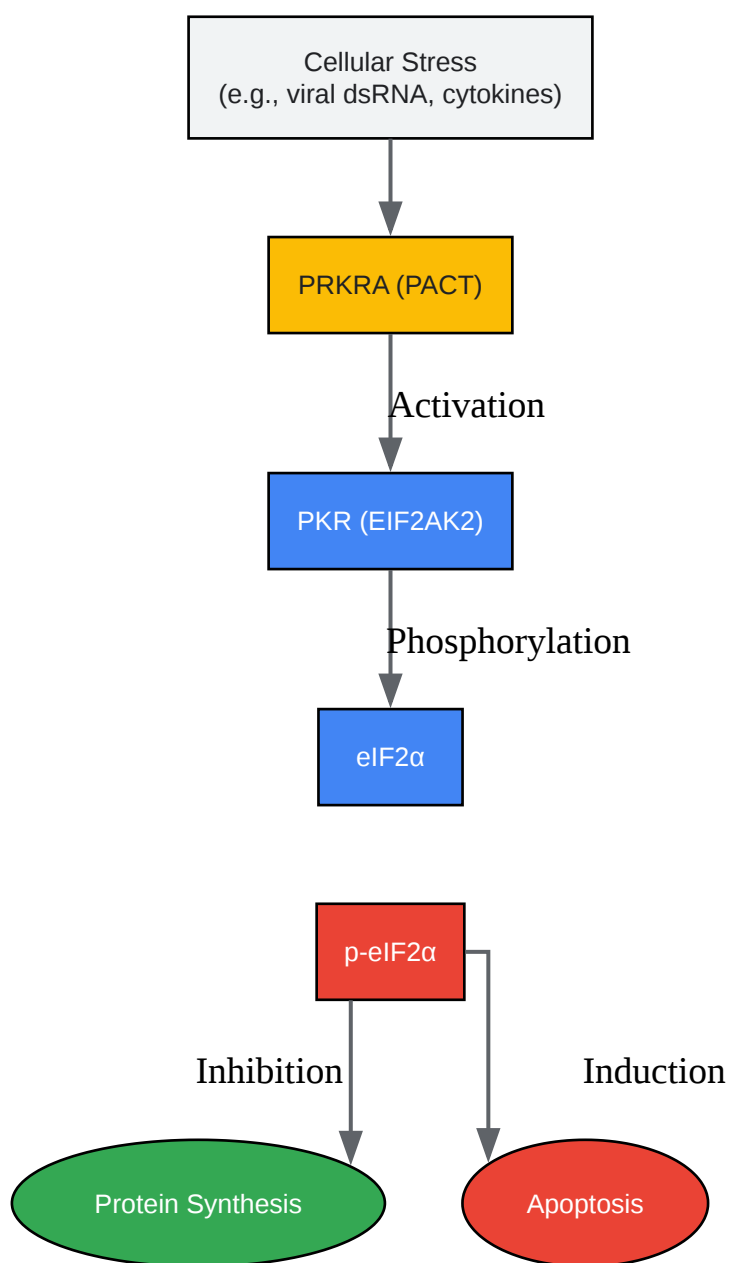 Cellular Stress
(e.g., viral dsRNA, cytokines)
PRKRA (PACT)
Activation
PKR (EIF2AK2)
Phosphorylation
eIF2α
p-eIF2α
Inhibition
Induction
Protein Synthesis
Apoptosis